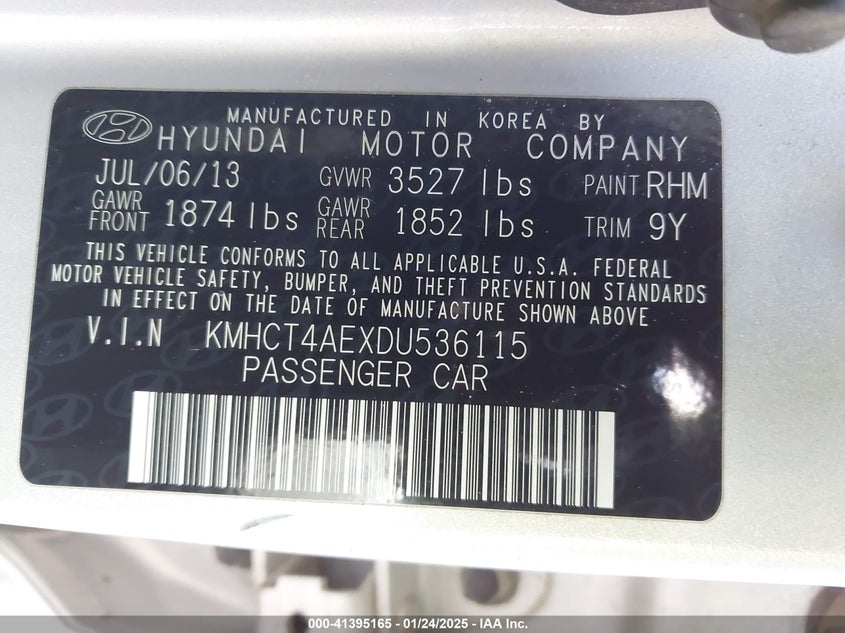 MANUFACTURED IN KOREA BY
HYUNDAI MOTOR COMPANY
JUL/06/13 GVWR 3527 lbs PAINT RHM
GAWR FRONT 1874 lbs GAWR REAR 1852 lbs TRIM 9Y
THIS VEHICLE CONFORMS TO ALL APPLICABLE U.S.A. FEDERAL
MOTOR VEHICLE SAFETY, BUMPER, AND THEFT PREVENTION STANDARDS
IN EFFECT ON THE DATE OF MANUFACTURE SHOWN ABOVE
V.I.N KMHCT4AEXDU536115
PASSENGER CAR
000-41395165 - 01/24/2025 - IAA Inc.